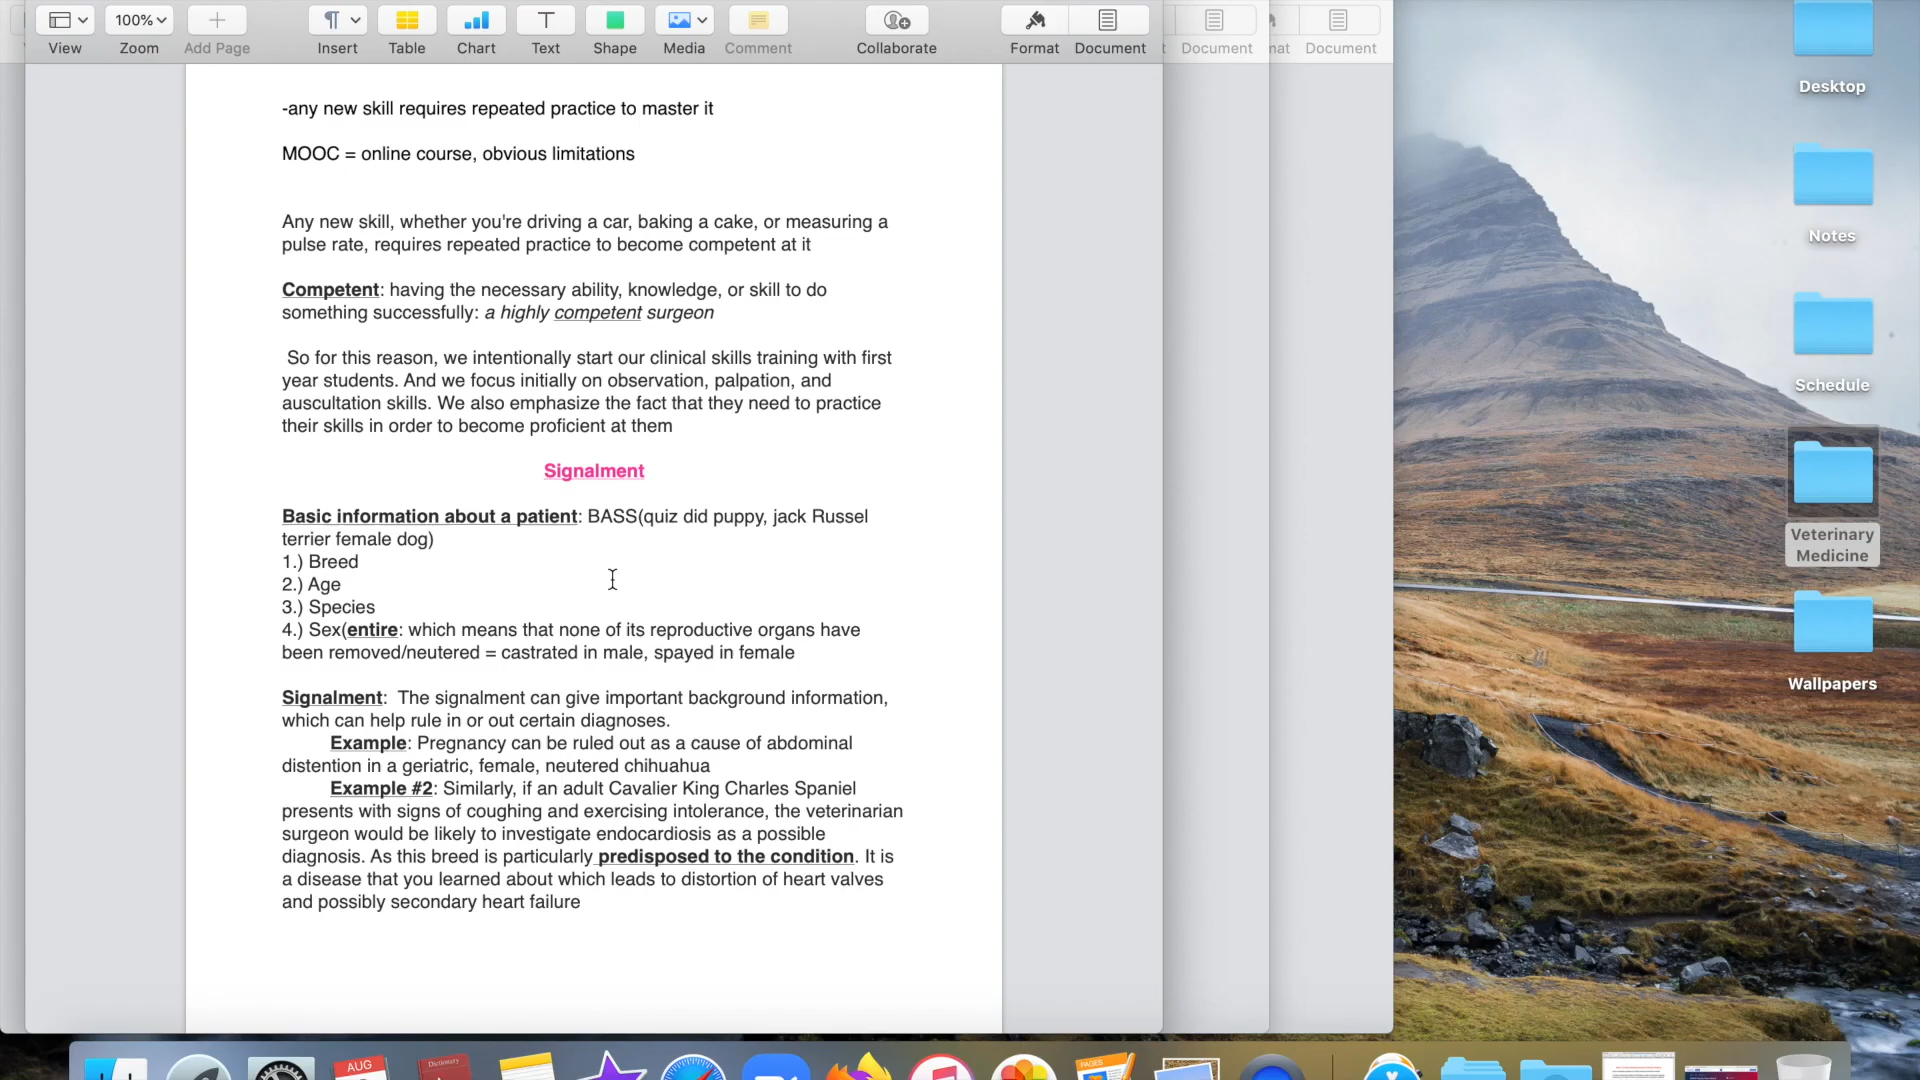 View
100%
Zoom
Add Page
Insert
Table
Chart
Text
Shape
Media
Comment
Collaborate
Format
Document
Document
mat
Document
-any new skill requires repeated practice to master it
MOOC = online course, obvious limitations
Any new skill, whether you're driving a car, baking a cake, or measuring a
pulse rate, requires repeated practice to become competent at it
Competent: having the necessary ability, knowledge, or skill to do
something successfully: a highly competent surgeon
So for this reason, we intentionally start our clinical skills training with first
year students. And we focus initially on observation, palpation, and
auscultation skills. We also emphasize the fact that they need to practice
their skills in order to become proficient at them
Signalment
Basic information about a patient: BASS(quiz did puppy, jack Russel
terrier female dog)
1.) Breed
2.) Age
3.) Species
4.) Sex(entire: which means that none of its reproductive organs have
been removed/neutered = castrated in male, spayed in female
Signalment:  The signalment can give important background information,
which can help rule in or out certain diagnoses.
Example: Pregnancy can be ruled out as a cause of abdominal
distention in a geriatric, female, neutered chihuahua
Example #2: Similarly, if an adult Cavalier King Charles Spaniel
presents with signs of coughing and exercising intolerance, the veterinarian
surgeon would be likely to investigate endocardiosis as a possible
diagnosis. As this breed is particularly predisposed to the condition. It is
a disease that you learned about which leads to distortion of heart valves
and possibly secondary heart failure
Desktop
Notes
Schedule
Veterinary
Medicine
Wallpapers
AUG
Dictionary
PAGES